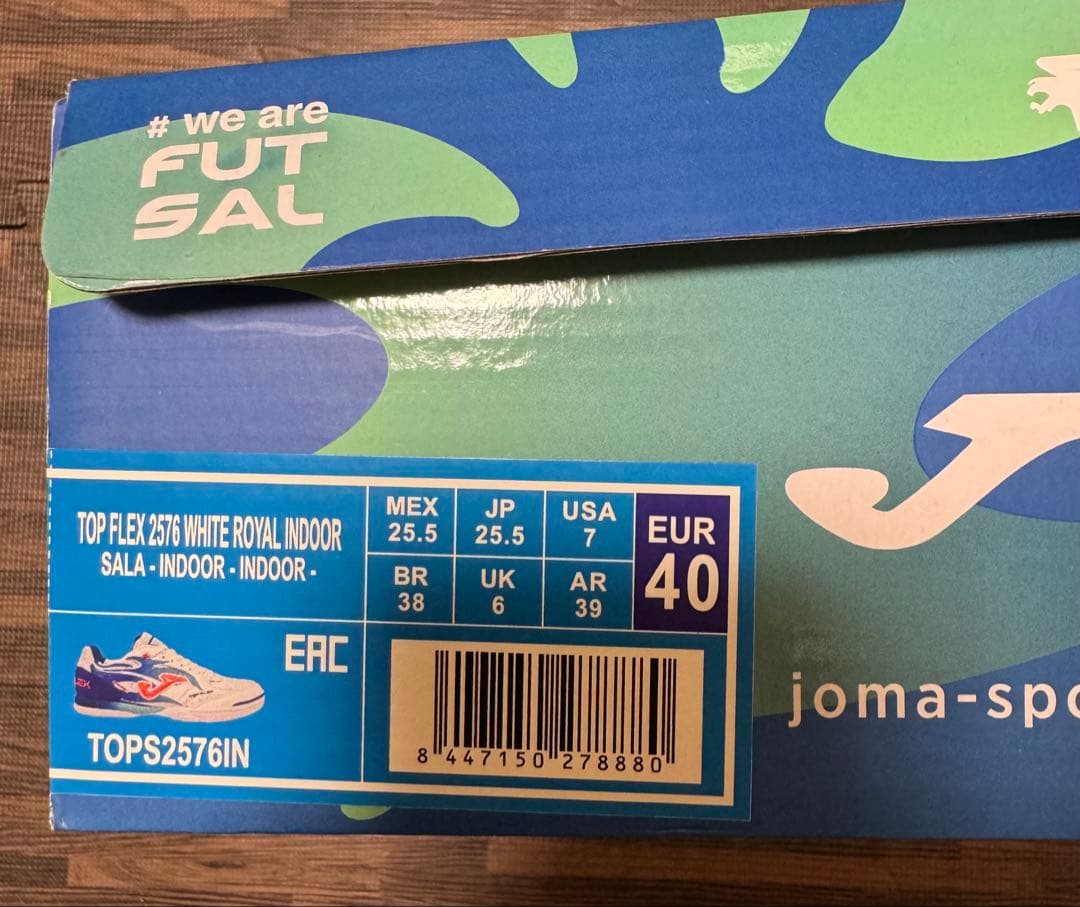 # we are
FUT
SAL
TOP FLEX 2576 WHITE ROYAL INDOOR
SALA - INDOOR - INDOOR -
MEX
25.5
JP
25.5
USA
7
EUR
40
BR
38
UK
6
AR
39
EAC
TOPS2576IN
8 447150 278880
joma-spo